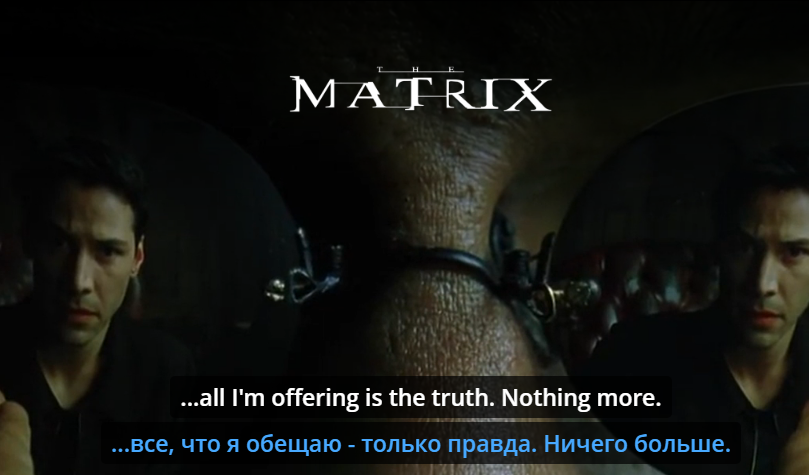 THE
MATRIX
...all I'm offering is the truth. Nothing more.
...все, что я обещаю - только правда. Ничего больше.